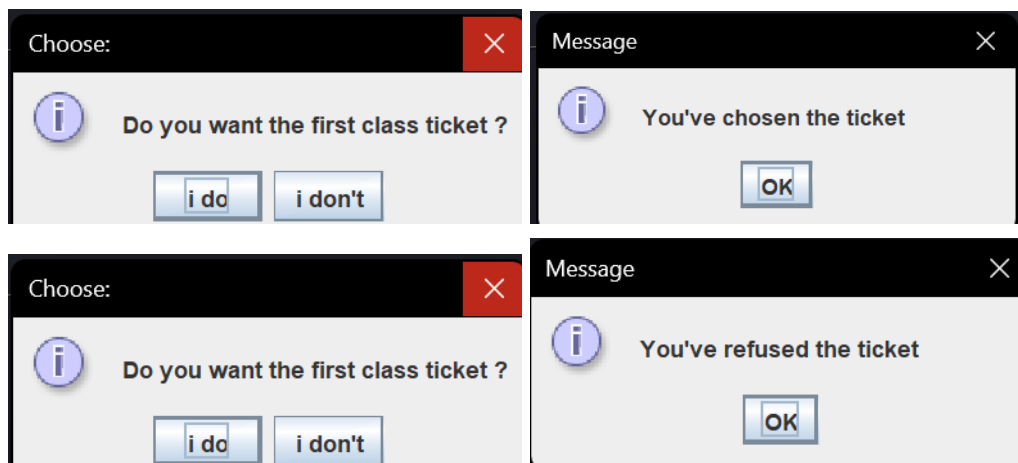 Choose:
Do you want the first class ticket ?
i do
i don't
Message
You've chosen the ticket
OK
Choose:
Do you want the first class ticket ?
i do
i don't
Message
You've refused the ticket
OK